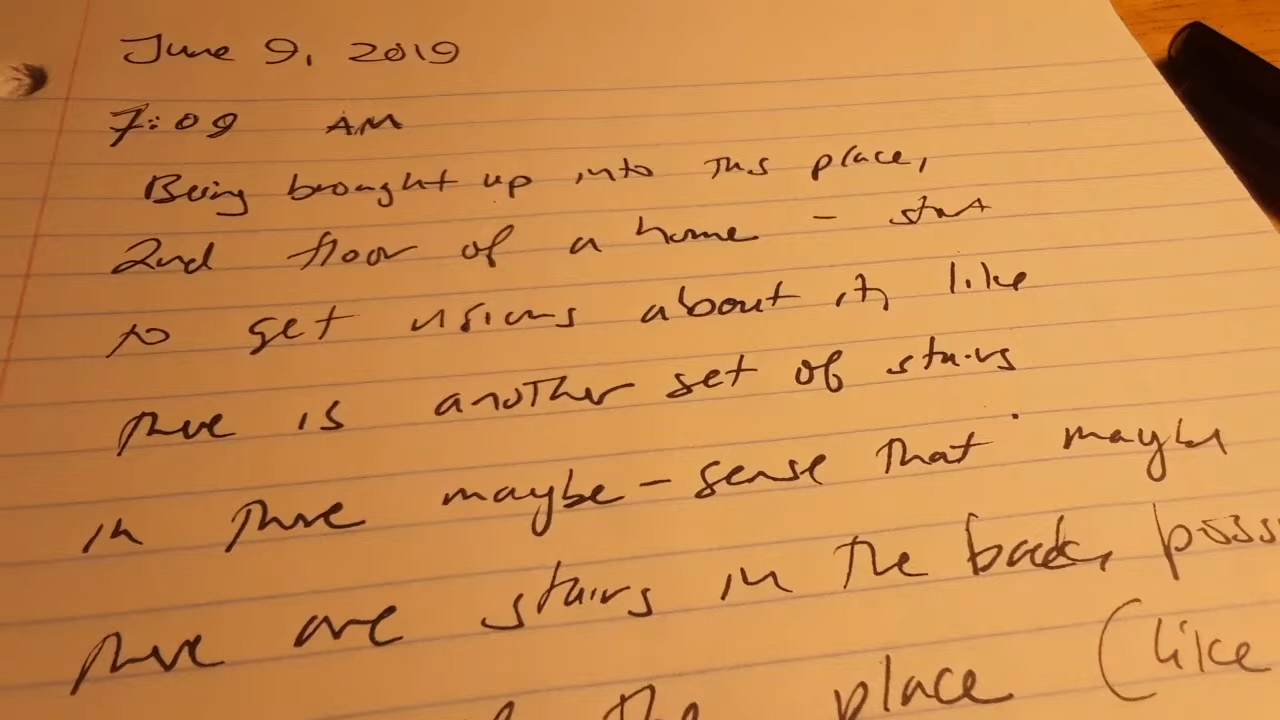 June 9, 2019
7:09 AM
Being brought up into this place,
2nd floor of a home - start
to get visions about it, like
there is another set of stairs
in there maybe - sense that maybe
there are stairs in the back, poss
the place (like